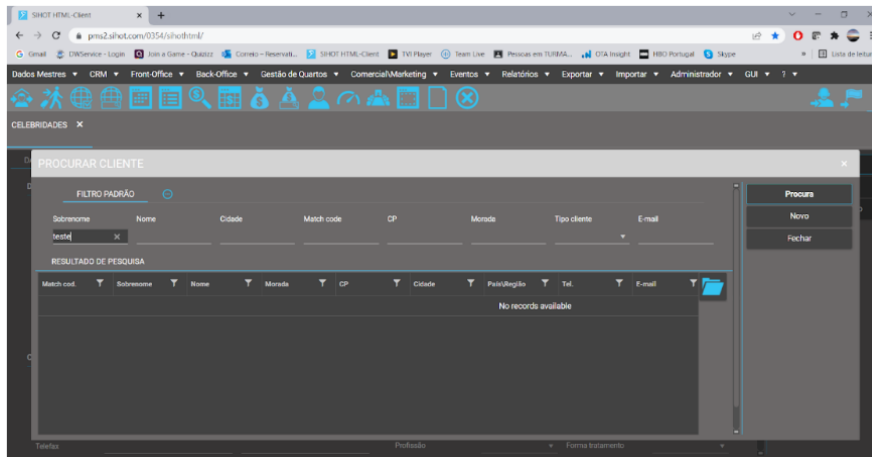 SIHOT HTML-Client
pms2.sihot.com/0354/sihothtml/
Gmail DWService - Login Join a Game - Quizizz Correio – Reservati... SIHOT HTML-Client TVI Player Team Live Pessoas em TURMA... OTA Insight HBO Portugal Skype » Lista de leitur
Dados Mestres CRM Front-Office Back-Office Gestão de Quartos Comercial\Marketing Eventos Relatórios Exportar Importar Administrador GUI ?
CELEBRIDADES X
PROCURAR CLIENTE
FILTRO PADRÃO
Procura
Sobrenome Nome Cidade Match code CP Morada Tipo cliente E-mail
Novo
teste
Fechar
RESULTADO DE PESQUISA
Match cod. Sobrenome Nome Morada CP Cidade País\Região Tel. E-mail
No records available
Telefax Profissão Forma tratamento